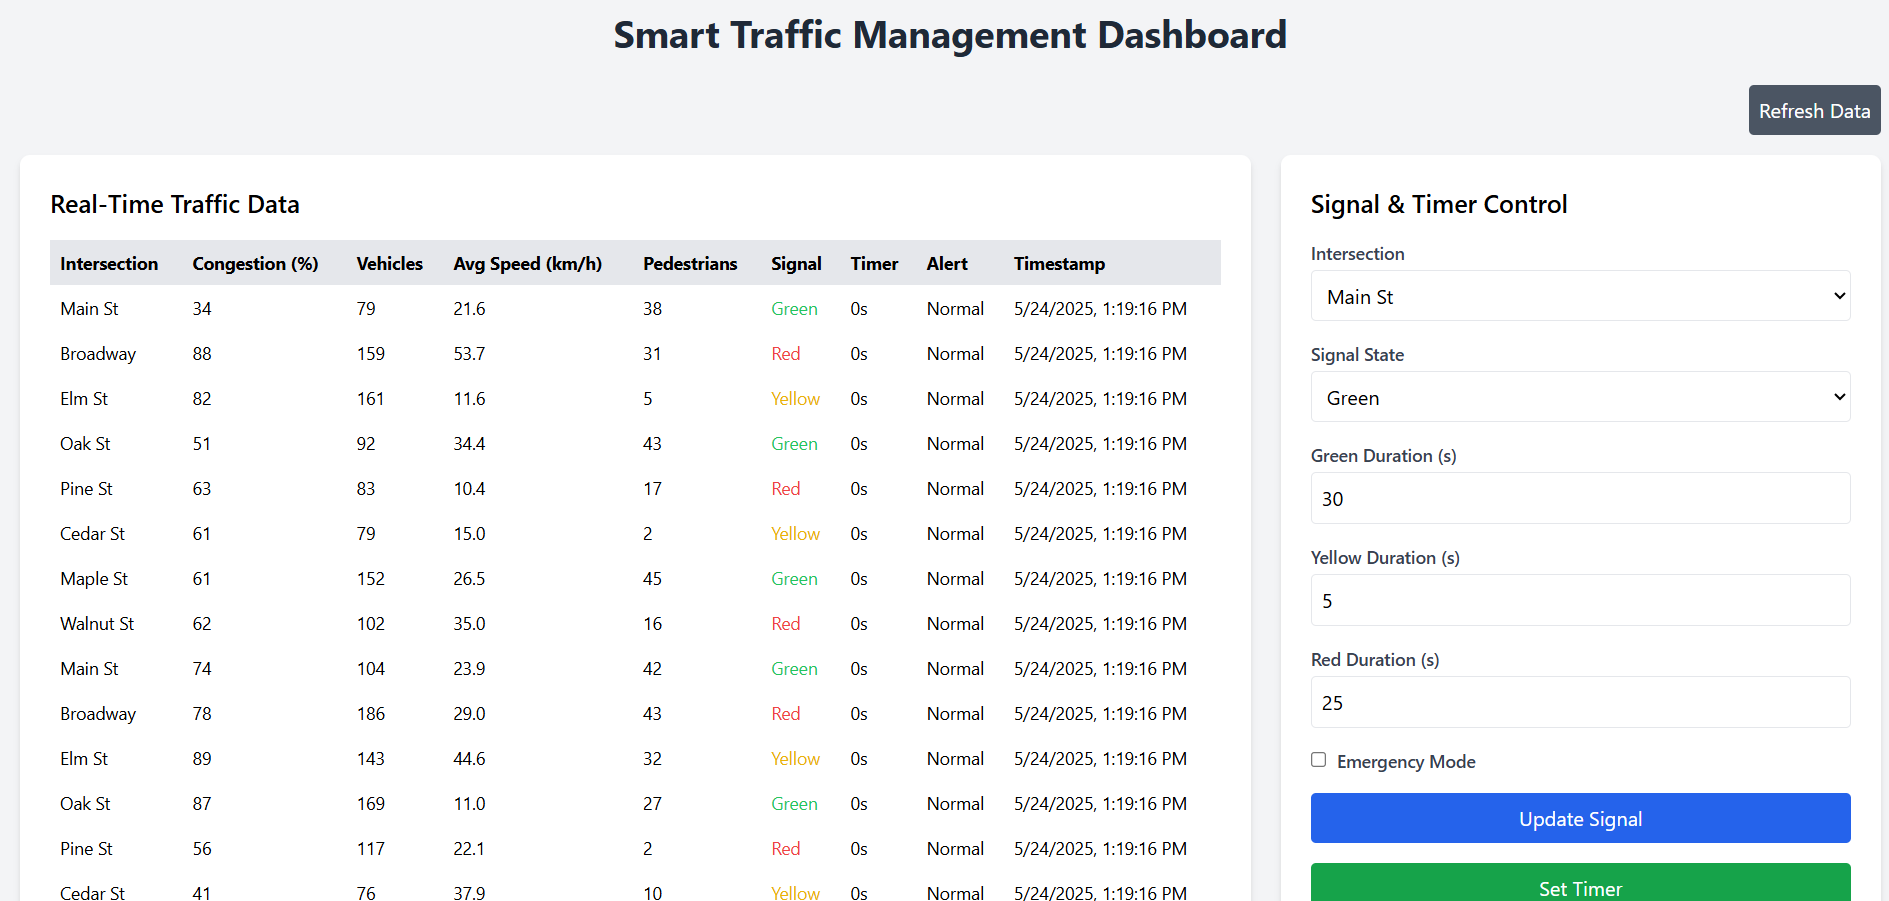 Smart Traffic Management Dashboard
Refresh Data
Real-Time Traffic Data
Intersection Congestion (%) Vehicles Avg Speed (km/h) Pedestrians Signal Timer Alert Timestamp
Main St 34 79 21.6 38 Green 0s Normal 5/24/2025, 1:19:16 PM
Broadway 88 159 53.7 31 Red 0s Normal 5/24/2025, 1:19:16 PM
Elm St 82 161 11.6 5 Yellow 0s Normal 5/24/2025, 1:19:16 PM
Oak St 51 92 34.4 43 Green 0s Normal 5/24/2025, 1:19:16 PM
Pine St 63 83 10.4 17 Red 0s Normal 5/24/2025, 1:19:16 PM
Cedar St 61 79 15.0 2 Yellow 0s Normal 5/24/2025, 1:19:16 PM
Maple St 61 152 26.5 45 Green 0s Normal 5/24/2025, 1:19:16 PM
Walnut St 62 102 35.0 16 Red 0s Normal 5/24/2025, 1:19:16 PM
Main St 74 104 23.9 42 Green 0s Normal 5/24/2025, 1:19:16 PM
Broadway 78 186 29.0 43 Red 0s Normal 5/24/2025, 1:19:16 PM
Elm St 89 143 44.6 32 Yellow 0s Normal 5/24/2025, 1:19:16 PM
Oak St 87 169 11.0 27 Green 0s Normal 5/24/2025, 1:19:16 PM
Pine St 56 117 22.1 2 Red 0s Normal 5/24/2025, 1:19:16 PM
Cedar St 41 76 37.9 10 Yellow 0s Normal 5/24/2025, 1:19:16 PM
Signal & Timer Control
Intersection
Main St
Signal State
Green
Green Duration (s)
30
Yellow Duration (s)
5
Red Duration (s)
25
Emergency Mode
Update Signal
Set Timer